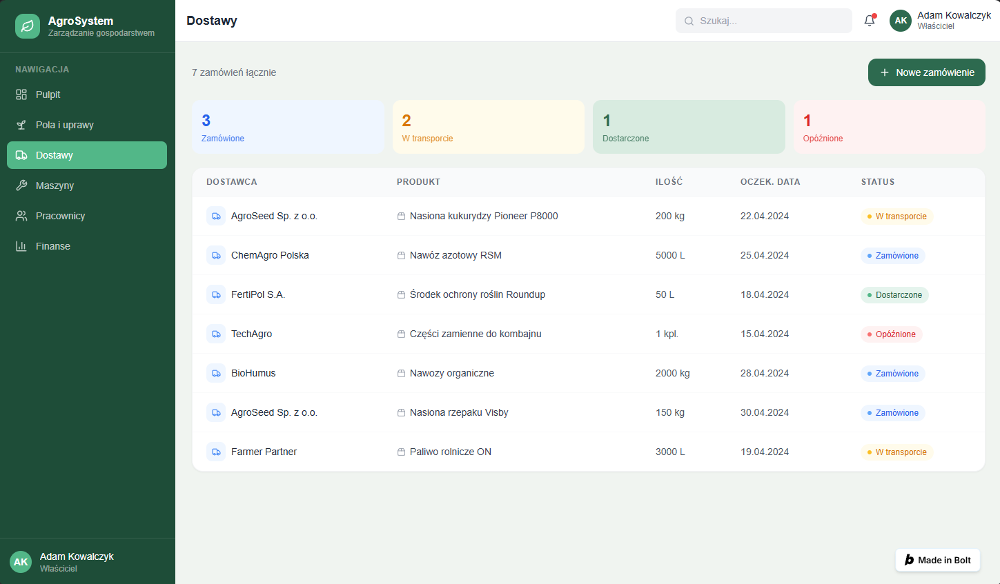 AgroSystem
Zarządzanie gospodarstwem
NAWIGACJA
Pulpit
Pola i uprawy
Dostawy
Maszyny
Pracownicy
Finanse
AK
Adam Kowalczyk
Właściciel
Dostawy
Szukaj...
AK
Adam Kowalczyk
Właściciel
7 zamówień łącznie
+ Nowe zamówienie
3
Zamówione
2
W transporcie
1
Dostarczone
1
Opóźnione
DOSTAWCA PRODUKT ILOŚĆ OCZEK. DATA STATUS
AgroSeed Sp. z o.o. Nasiona kukurydzy Pioneer P8000 200 kg 22.04.2024 W transporcie
ChemAgro Polska Nawóz azotowy RSM 5000 L 25.04.2024 Zamówione
FertiPol S.A. Środek ochrony roślin Roundup 50 L 18.04.2024 Dostarczone
TechAgro Części zamienne do kombajnu 1 kpl. 15.04.2024 Opóźnione
BioHumus Nawozy organiczne 2000 kg 28.04.2024 Zamówione
AgroSeed Sp. z o.o. Nasiona rzepaku Visby 150 kg 30.04.2024 Zamówione
Farmer Partner Paliwo rolnicze ON 3000 L 19.04.2024 W transporcie
b Made in Bolt